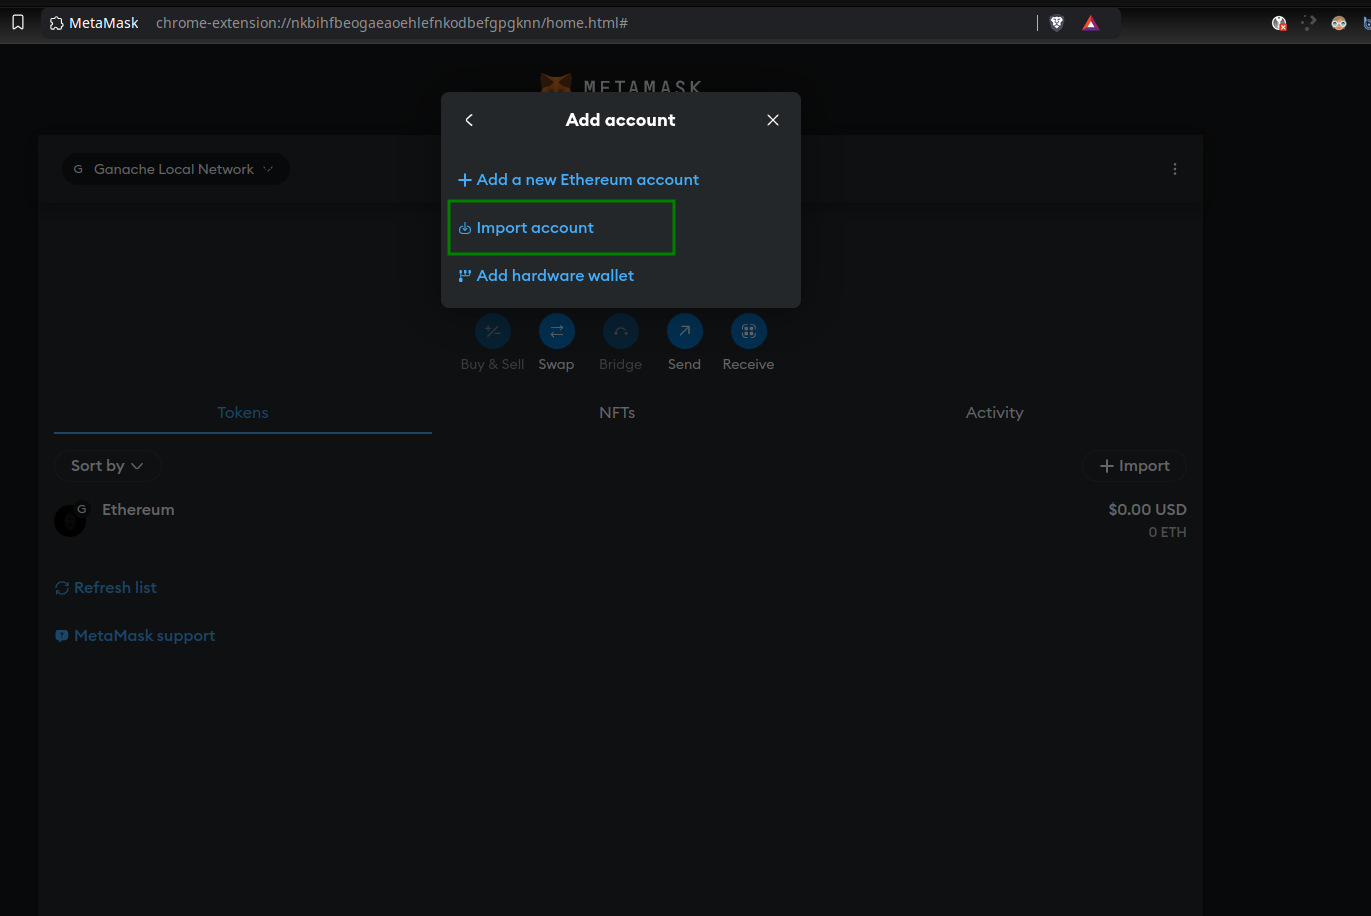 MetaMask chrome-extension://nkbihfbeogaeaoehlefnkodbefgpgknn/home.html#
METAMASK
Add account
G Ganache Local Network
Add a new Ethereum account
Import account
Add hardware wallet
Buy & Sell Swap Bridge Send Receive
Tokens NFTs Activity
Sort by + Import
G Ethereum $0.00 USD
0 ETH
Refresh list
MetaMask support